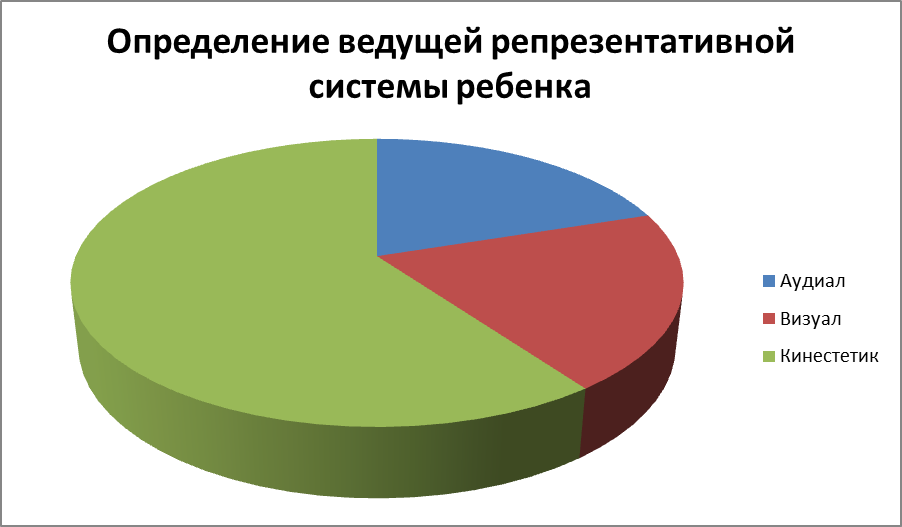 Определение ведущей репрезентативной
системы ребенка
Аудиал
Визуал
Кинестетик